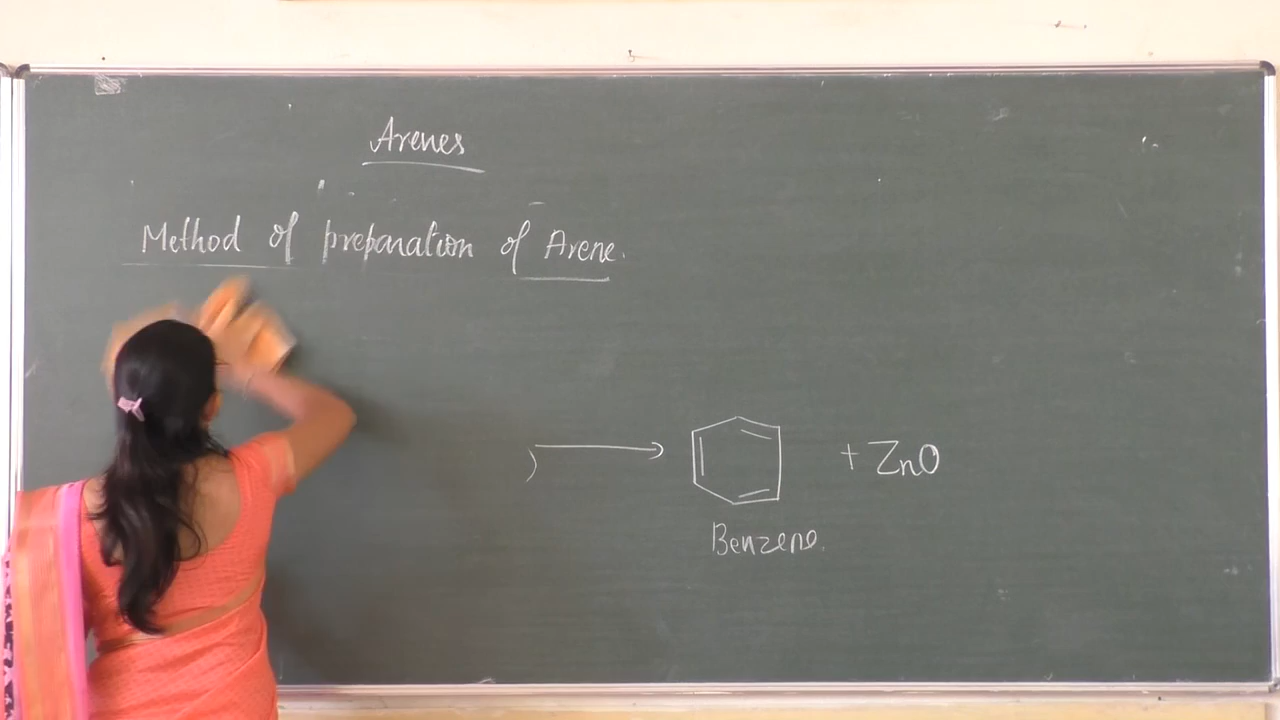 Arenes
Method of preparation of Arene.
) ⟶ + ZnO
Benzene.